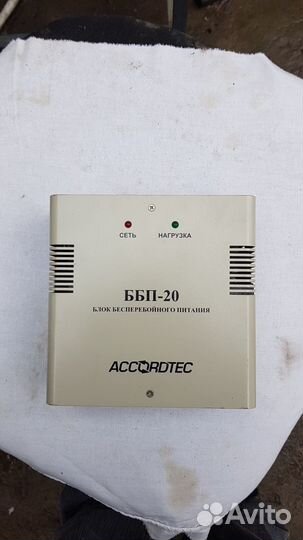 СЕТЬ НАГРУЗКА
ББП-20
БЛОК БЕСПЕРЕБОЙНОГО ПИТАНИЯ
ACCORDTEC
Avito